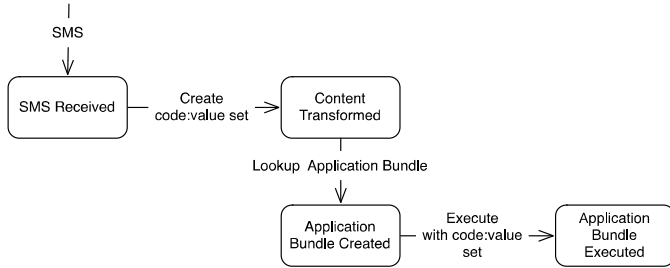 SMS
SMS Received
Create
code:value set
Content
Transformed
Lookup Application Bundle
Application
Bundle Created
Execute
with code:value
set
Application
Bundle
Executed